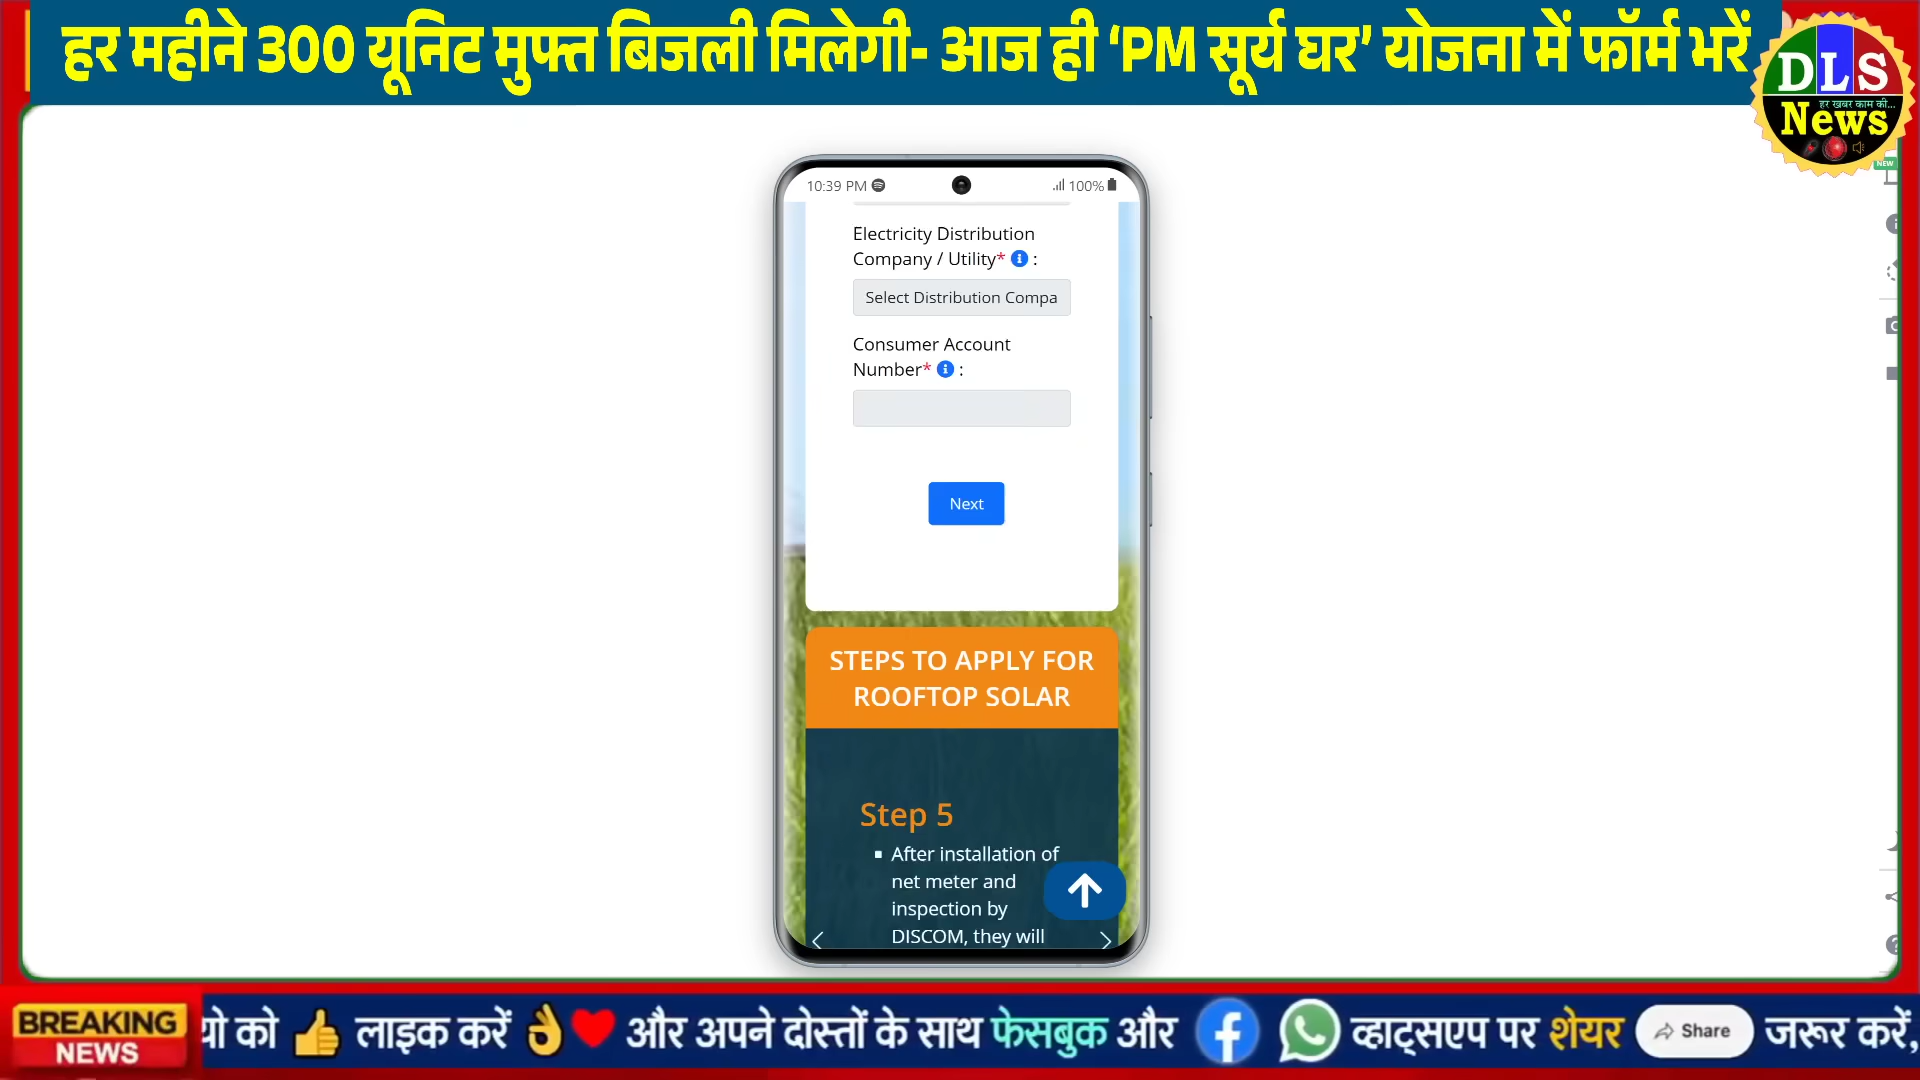 हर महीने 300 यूनिट मुफ्त बिजली मिलेगी- आज ही ‘PM सूर्य घर’ योजना में फॉर्म भरें
DLS
हर खबर काम की...
News
NEW
10:39 PM
100%
Electricity Distribution
Company / Utility* :
Select Distribution Compa
Consumer Account
Number* :
Next
STEPS TO APPLY FOR
ROOFTOP SOLAR
Step 5
▪ After installation of
net meter and
inspection by
DISCOM, they will
BREAKING
NEWS
यो को 👍 लाइक करें 👌❤️ और अपने दोस्तों के साथ फेसबुक और व्हाट्सएप पर शेयर Share जरूर करें,